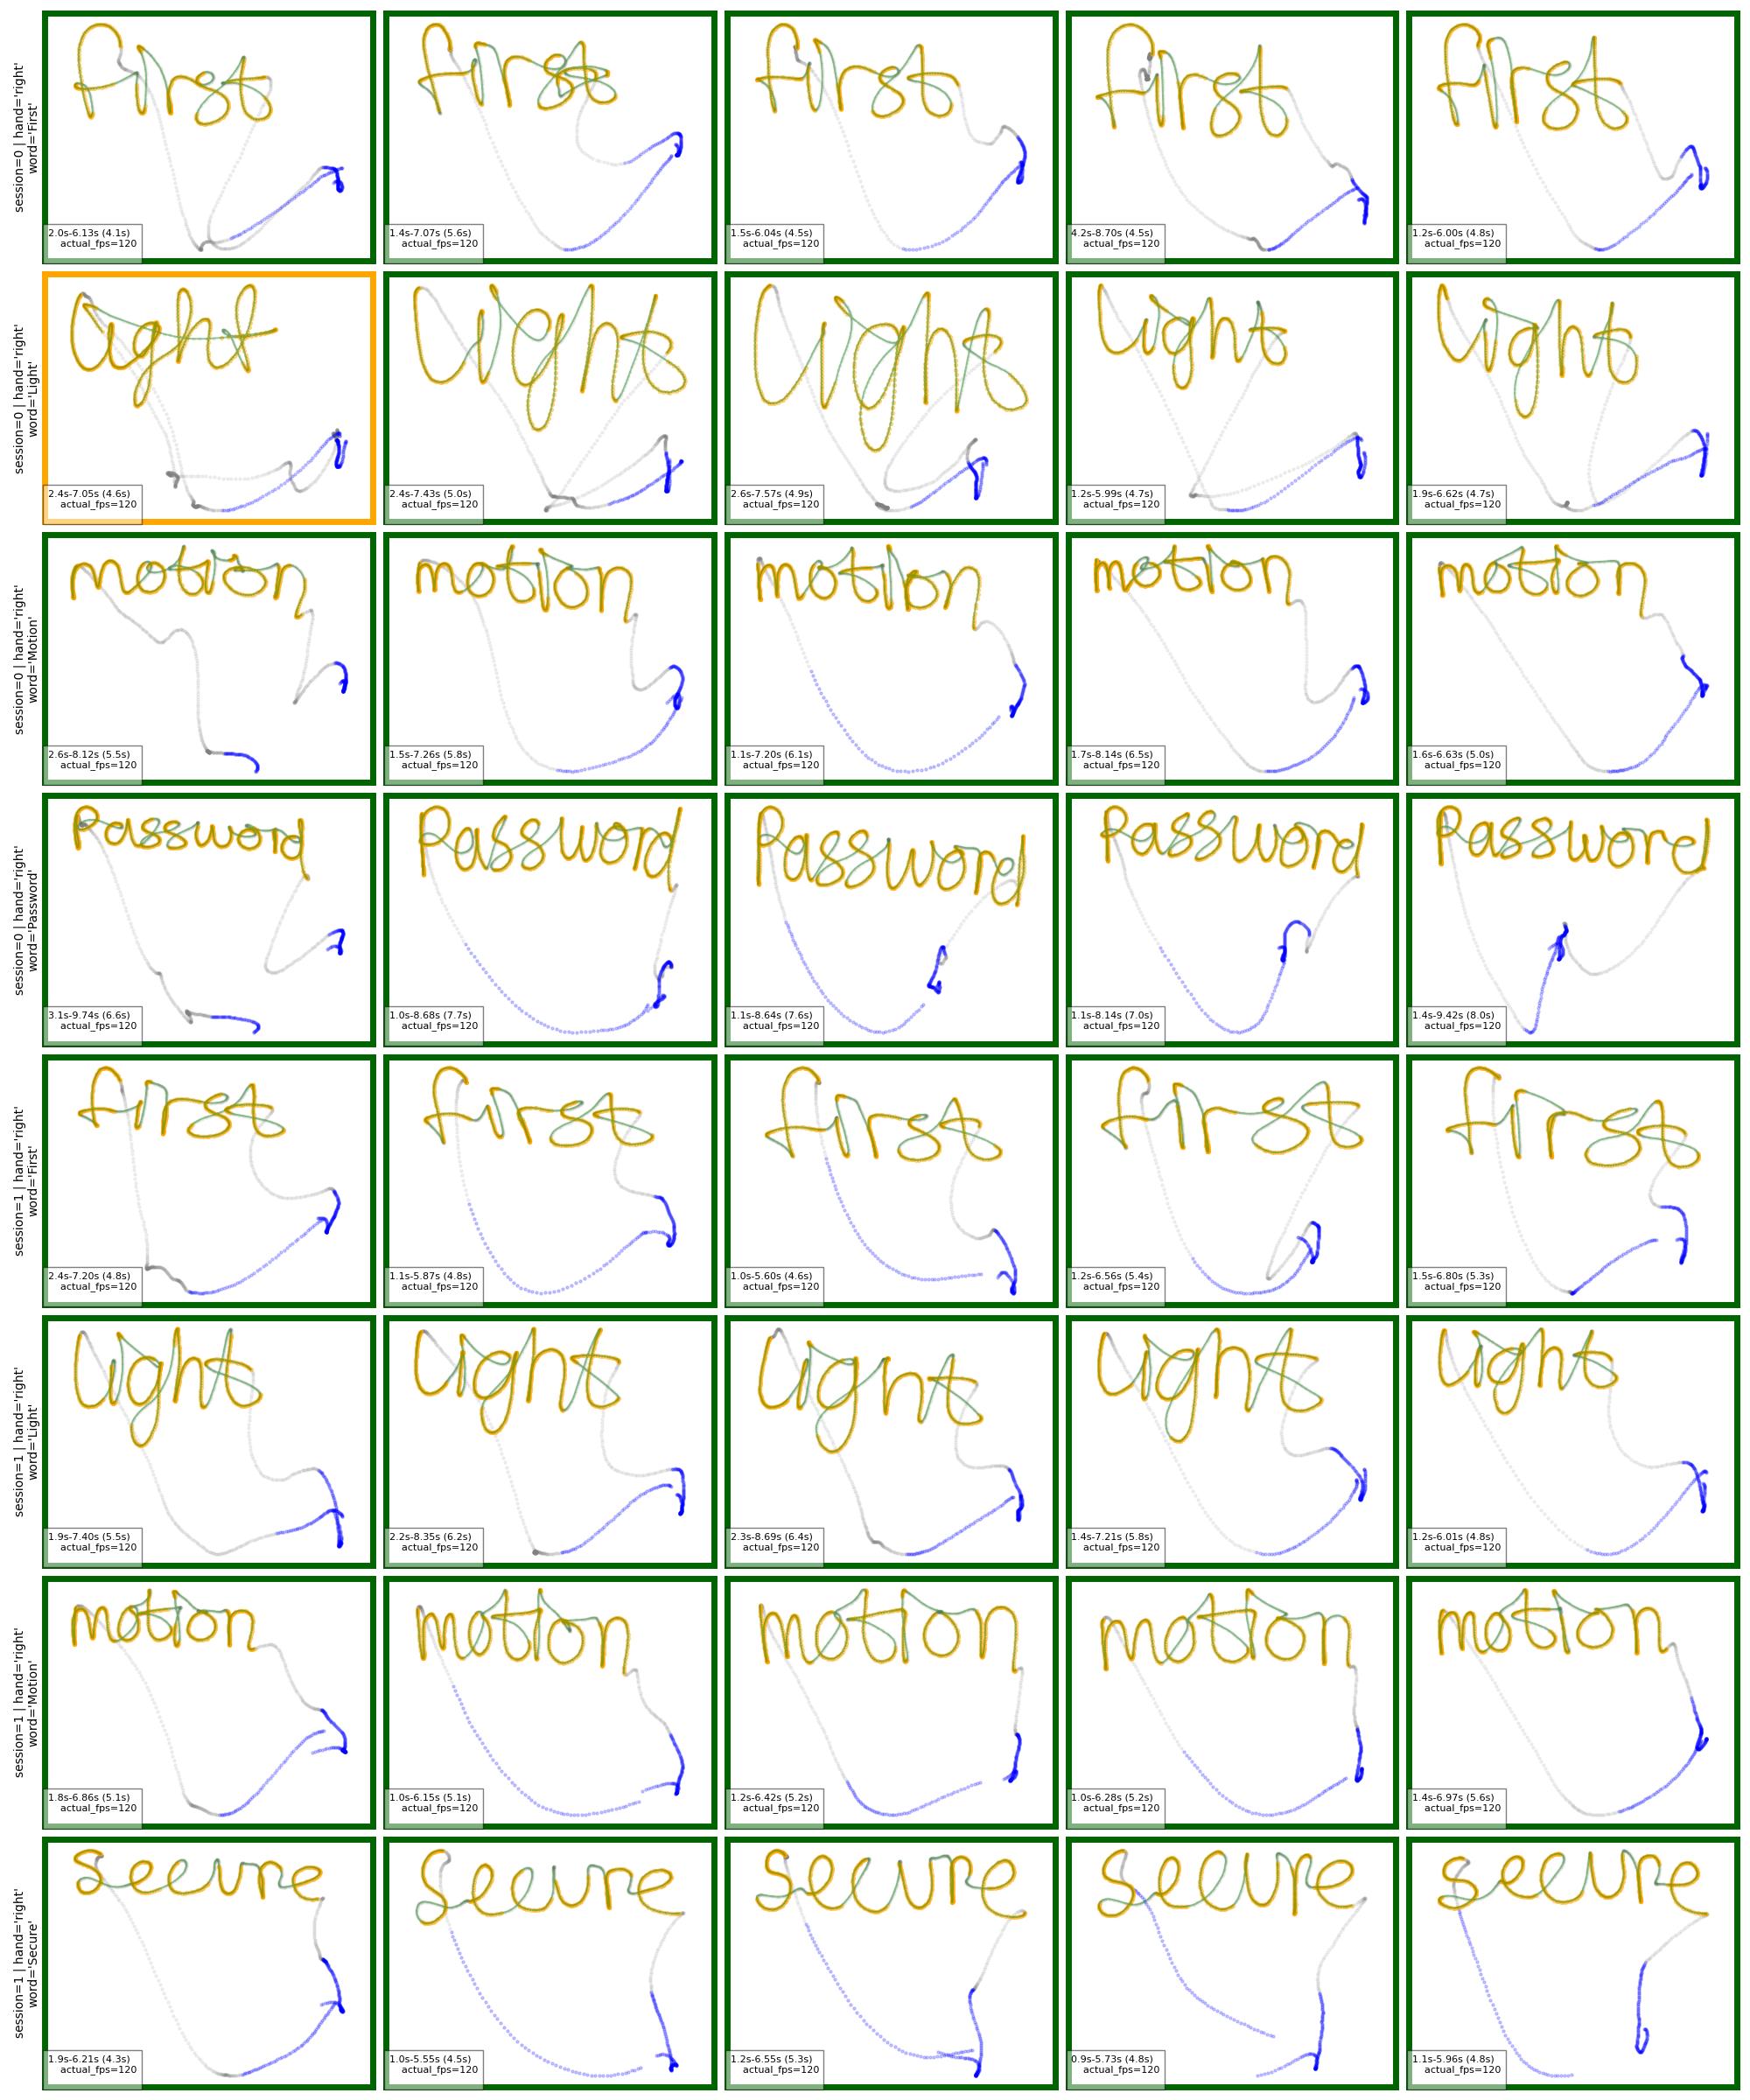 session=0 | hand='right'
word='First'
first first first first first
2.0s-6.13s (4.1s)
actual_fps=120
1.4s-7.07s (5.6s)
actual_fps=120
1.5s-6.04s (4.5s)
actual_fps=120
4.2s-8.70s (4.5s)
actual_fps=120
1.2s-6.00s (4.8s)
actual_fps=120
session=0 | hand='right'
word='Light'
Light Light Light Light Light
2.4s-7.05s (4.6s)
actual_fps=120
2.4s-7.43s (5.0s)
actual_fps=120
2.6s-7.57s (4.9s)
actual_fps=120
1.2s-5.99s (4.7s)
actual_fps=120
1.9s-6.62s (4.7s)
actual_fps=120
session=0 | hand='right'
word='Motion'
motion motion motion motion motion
2.6s-8.12s (5.5s)
actual_fps=120
1.5s-7.26s (5.8s)
actual_fps=120
1.1s-7.20s (6.1s)
actual_fps=120
1.7s-8.14s (6.5s)
actual_fps=120
1.6s-6.63s (5.0s)
actual_fps=120
session=0 | hand='right'
word='Password'
Password Password Password Password Password
3.1s-9.74s (6.6s)
actual_fps=120
1.0s-8.68s (7.7s)
actual_fps=120
1.1s-8.64s (7.6s)
actual_fps=120
1.1s-8.14s (7.0s)
actual_fps=120
1.4s-9.42s (8.0s)
actual_fps=120
session=1 | hand='right'
word='First'
first first first first first
2.4s-7.20s (4.8s)
actual_fps=120
1.1s-5.87s (4.8s)
actual_fps=120
1.0s-5.60s (4.6s)
actual_fps=120
1.2s-6.56s (5.4s)
actual_fps=120
1.5s-6.80s (5.3s)
actual_fps=120
session=1 | hand='right'
word='Light'
Light Light Light Light Light
1.9s-7.40s (5.5s)
actual_fps=120
2.2s-8.35s (6.2s)
actual_fps=120
2.3s-8.69s (6.4s)
actual_fps=120
1.4s-7.21s (5.8s)
actual_fps=120
1.2s-6.01s (4.8s)
actual_fps=120
session=1 | hand='right'
word='Motion'
motion motion motion motion motion
1.8s-6.86s (5.1s)
actual_fps=120
1.0s-6.15s (5.1s)
actual_fps=120
1.2s-6.42s (5.2s)
actual_fps=120
1.0s-6.28s (5.2s)
actual_fps=120
1.4s-6.97s (5.6s)
actual_fps=120
session=1 | hand='right'
word='Secure'
Secure Secure Secure Secure Secure
1.9s-6.21s (4.3s)
actual_fps=120
1.0s-5.55s (4.5s)
actual_fps=120
1.2s-6.55s (5.3s)
actual_fps=120
0.9s-5.73s (4.8s)
actual_fps=120
1.1s-5.96s (4.8s)
actual_fps=120